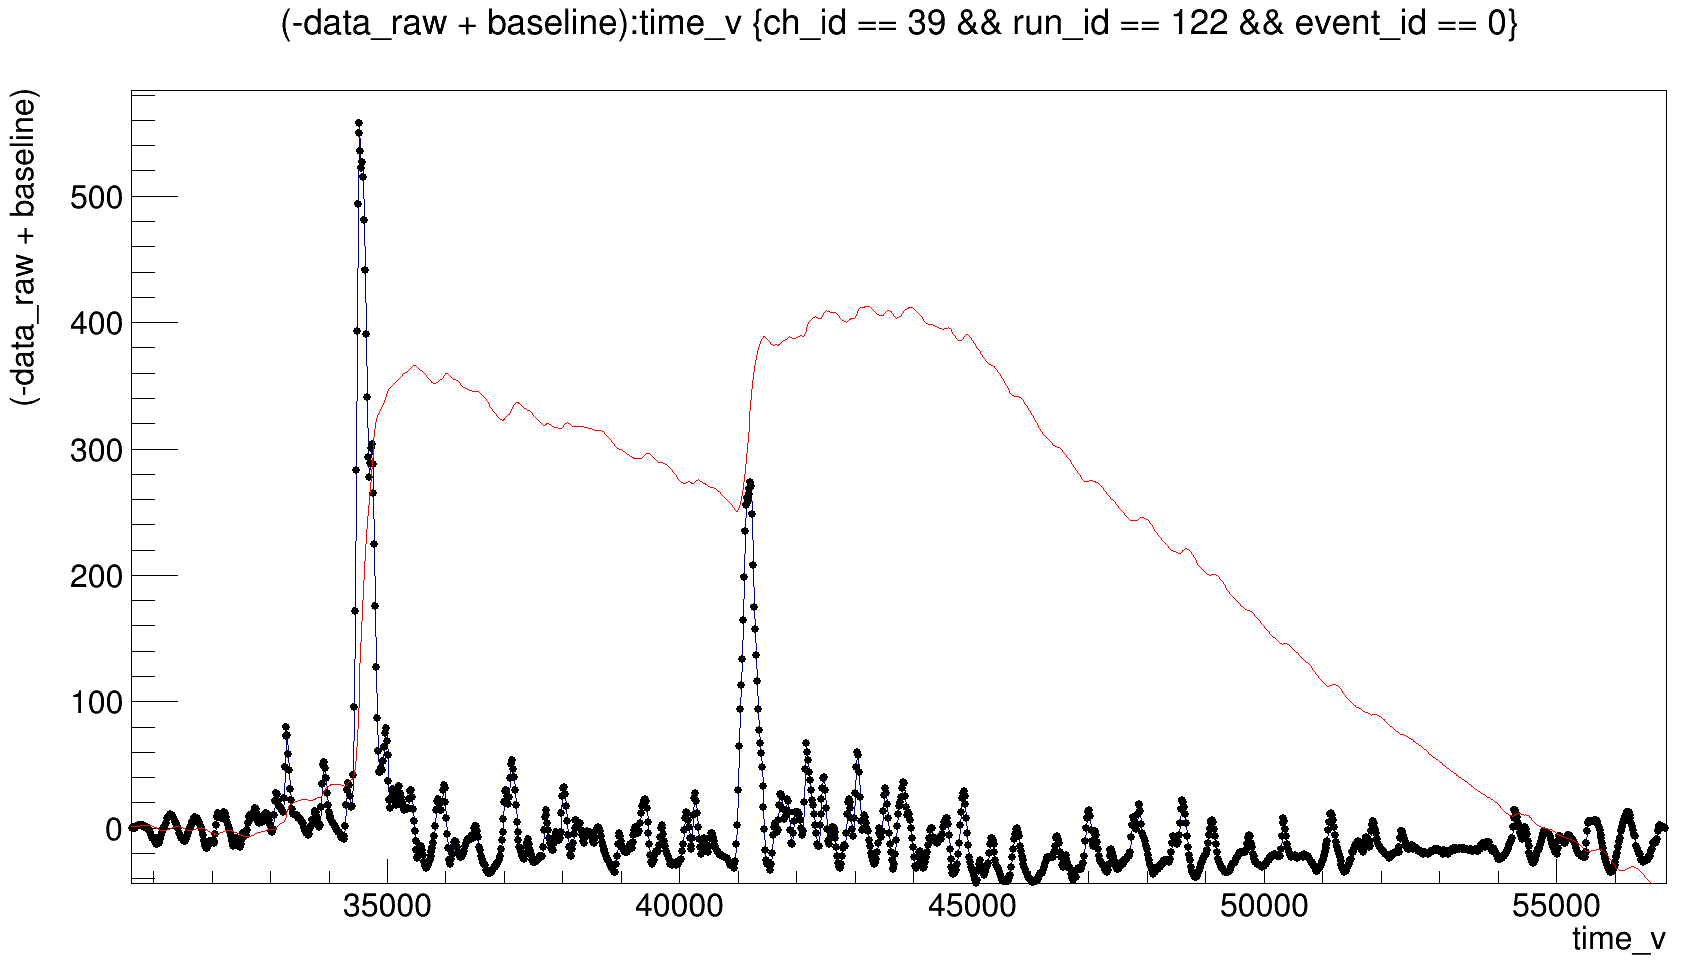 (-data_raw + baseline):time_v {ch_id == 39 && run_id == 122 && event_id == 0}
(-data_raw + baseline)
500
400
300
200
100
0
35000 40000 45000 50000 55000
time_v